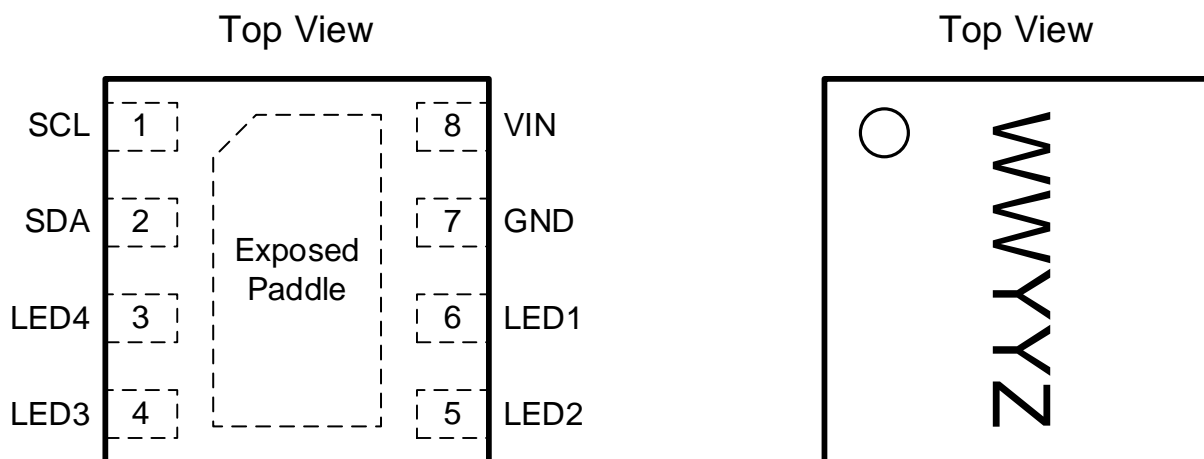 Top View
SCL 1 8 VIN
SDA 2 7 GND
Exposed
Paddle
LED4 3 6 LED1
LED3 4 5 LED2
Top View
WWYYZ